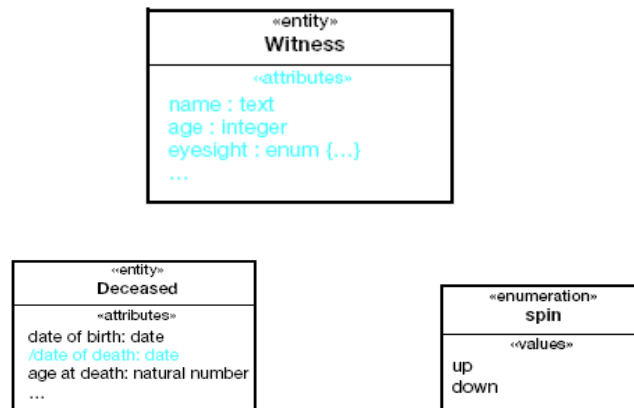 «entity»
Witness
«attributes»
name : text
age : integer
eyesight : enum {...}
...
«entity»
Deceased
«attributes»
date of birth: date
/date of death: date
age at death: natural number
...
«enumeration»
spin
«values»
up
down